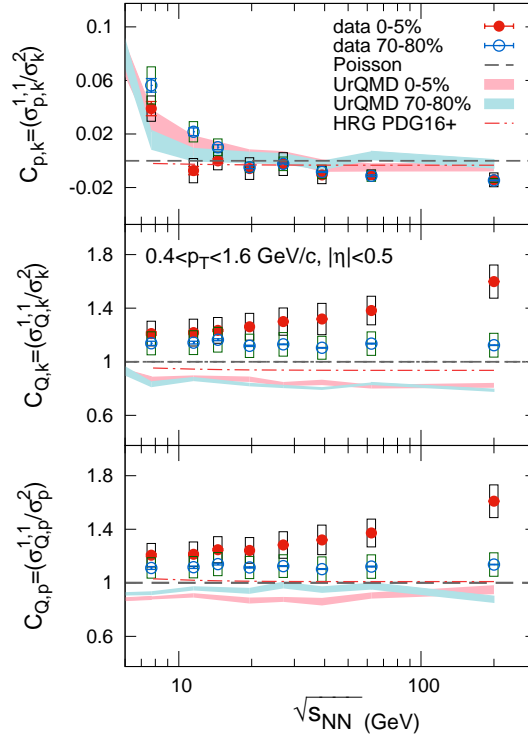 0.1
0.06
0.02
-0.02
C_{p,k}=(σ^{1,1}_{p,k}/σ^2_k)
data 0-5%
data 70-80%
Poisson
UrQMD 0-5%
UrQMD 70-80%
HRG PDG16+
0.4<p_T<1.6 GeV/c, |η|<0.5
1.8
1.4
1
0.6
C_{Q,k}=(σ^{1,1}_{Q,k}/σ^2_k)
1.8
1.4
1
0.6
C_{Q,p}=(σ^{1,1}_{Q,p}/σ^2_p)
10 100
√s_{NN} (GeV)